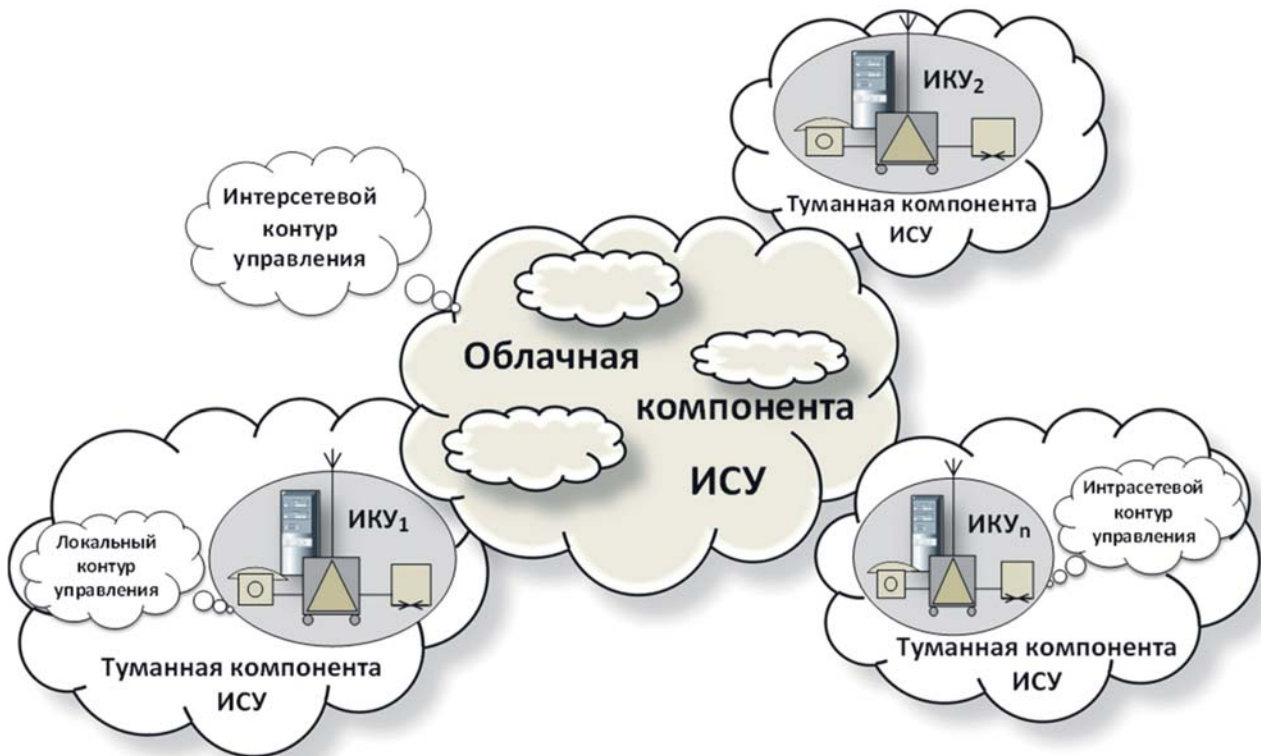 ИКУ2
Туманная компонента
ИСУ
Интерсетевой
контур
управления
Облачная
компонента
ИСУ
ИКУ1
Локальный
контур
управления
Туманная компонента
ИСУ
ИКУn
Интрасетевой
контур
управления
Туманная компонента
ИСУ